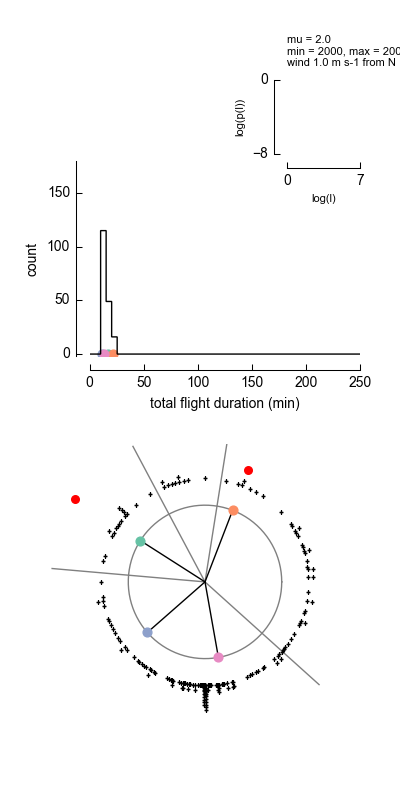 mu = 2.0
min = 2000, max = 200
wind 1.0 m s-1 from N
0
log(p(l))
−8
0 7
log(l)
150
100
50
0
count
0 50 100 150 200 250
total flight duration (min)